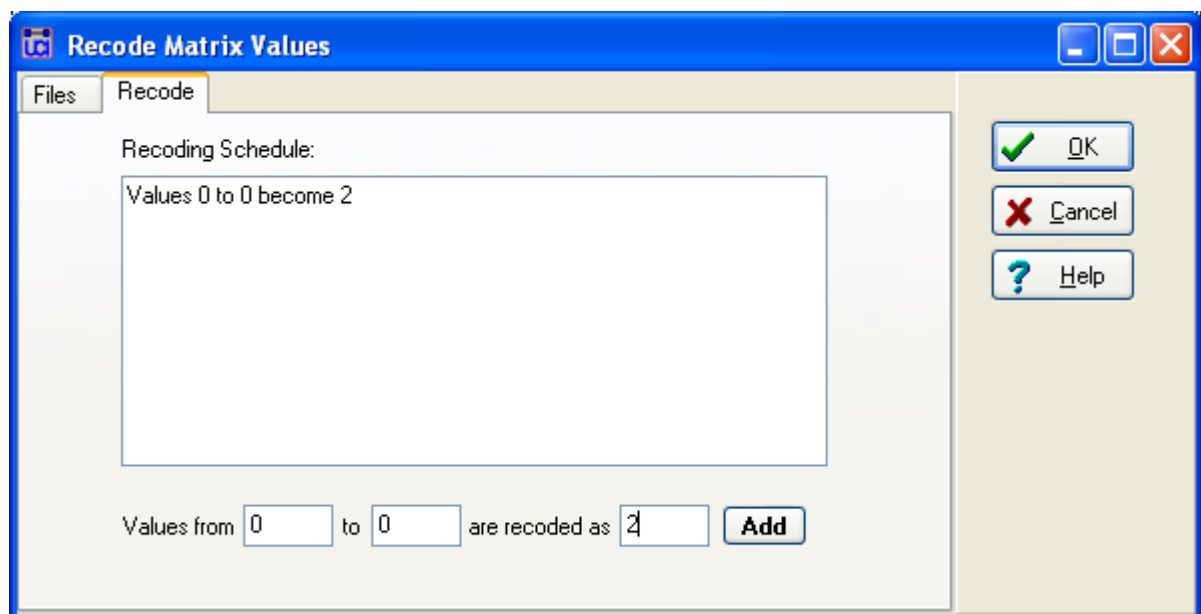 UCI Recode Matrix Values
Files Recode
Recoding Schedule:
Values 0 to 0 become 2
Values from 0 to 0 are recoded as 2 Add
OK
Cancel
Help